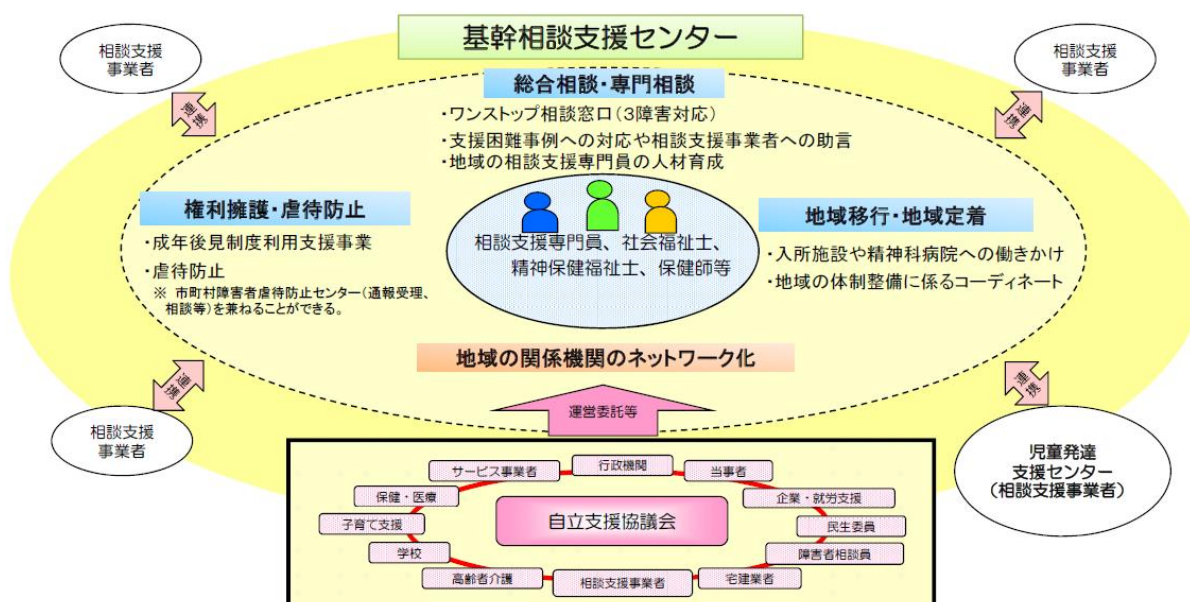 基幹相談支援センター
相談支援
事業者
相談支援
事業者
連携
連携
総合相談・専門相談
・ワンストップ相談窓口（3障害対応）
・支援困難事例への対応や相談支援事業者への助言
・地域の相談支援専門員の人材育成
権利擁護・虐待防止
・成年後見制度利用支援事業
・虐待防止
※ 市町村障害者虐待防止センター（通報受理、
相談等）を兼ねることができる。
相談支援専門員、社会福祉士、
精神保健福祉士、保健師等
地域移行・地域定着
・入所施設や精神科病院への働きかけ
・地域の体制整備に係るコーディネート
地域の関係機関のネットワーク化
連携
連携
運営委託等
相談支援
事業者
児童発達
支援センター
（相談支援事業者）
自立支援協議会
行政機関
当事者
企業・就労支援
民生委員
障害者相談員
宅建業者
相談支援事業者
高齢者介護
学校
子育て支援
保健・医療
サービス事業者